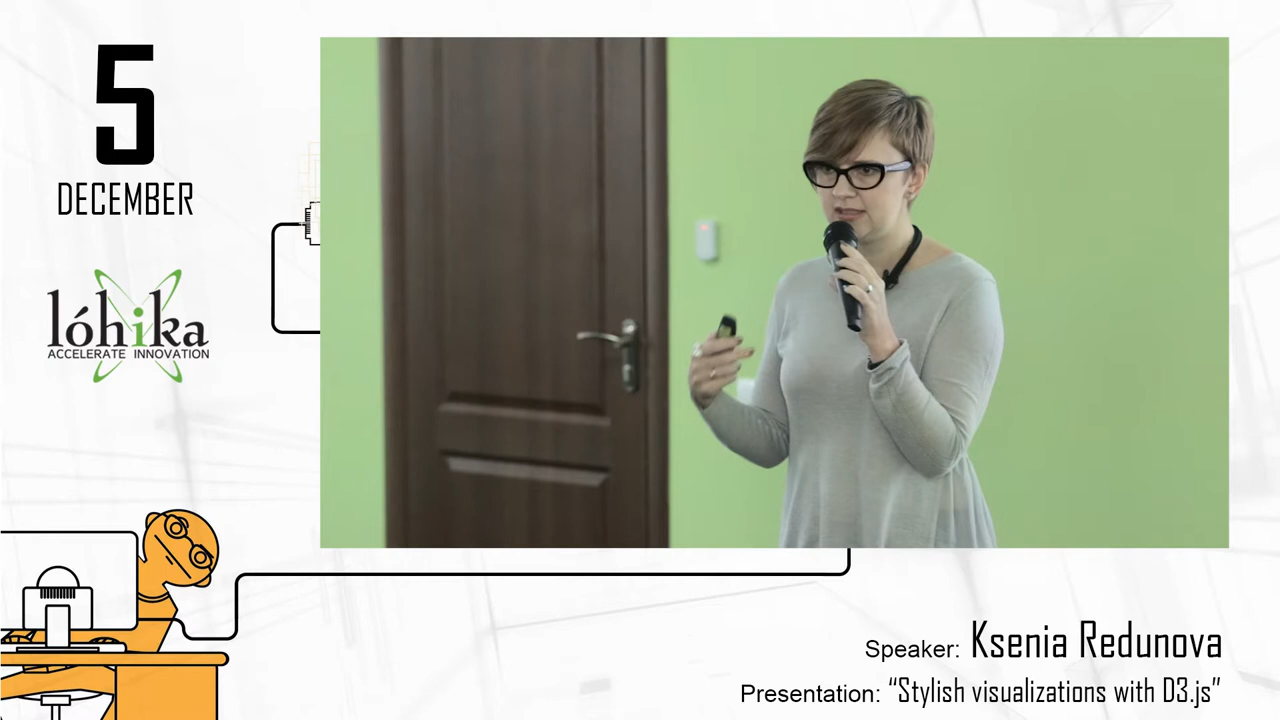 5
DECEMBER
lóhika
ACCELERATE INNOVATION
Speaker: Ksenia Redunova
Presentation: “Stylish visualizations with D3.js”